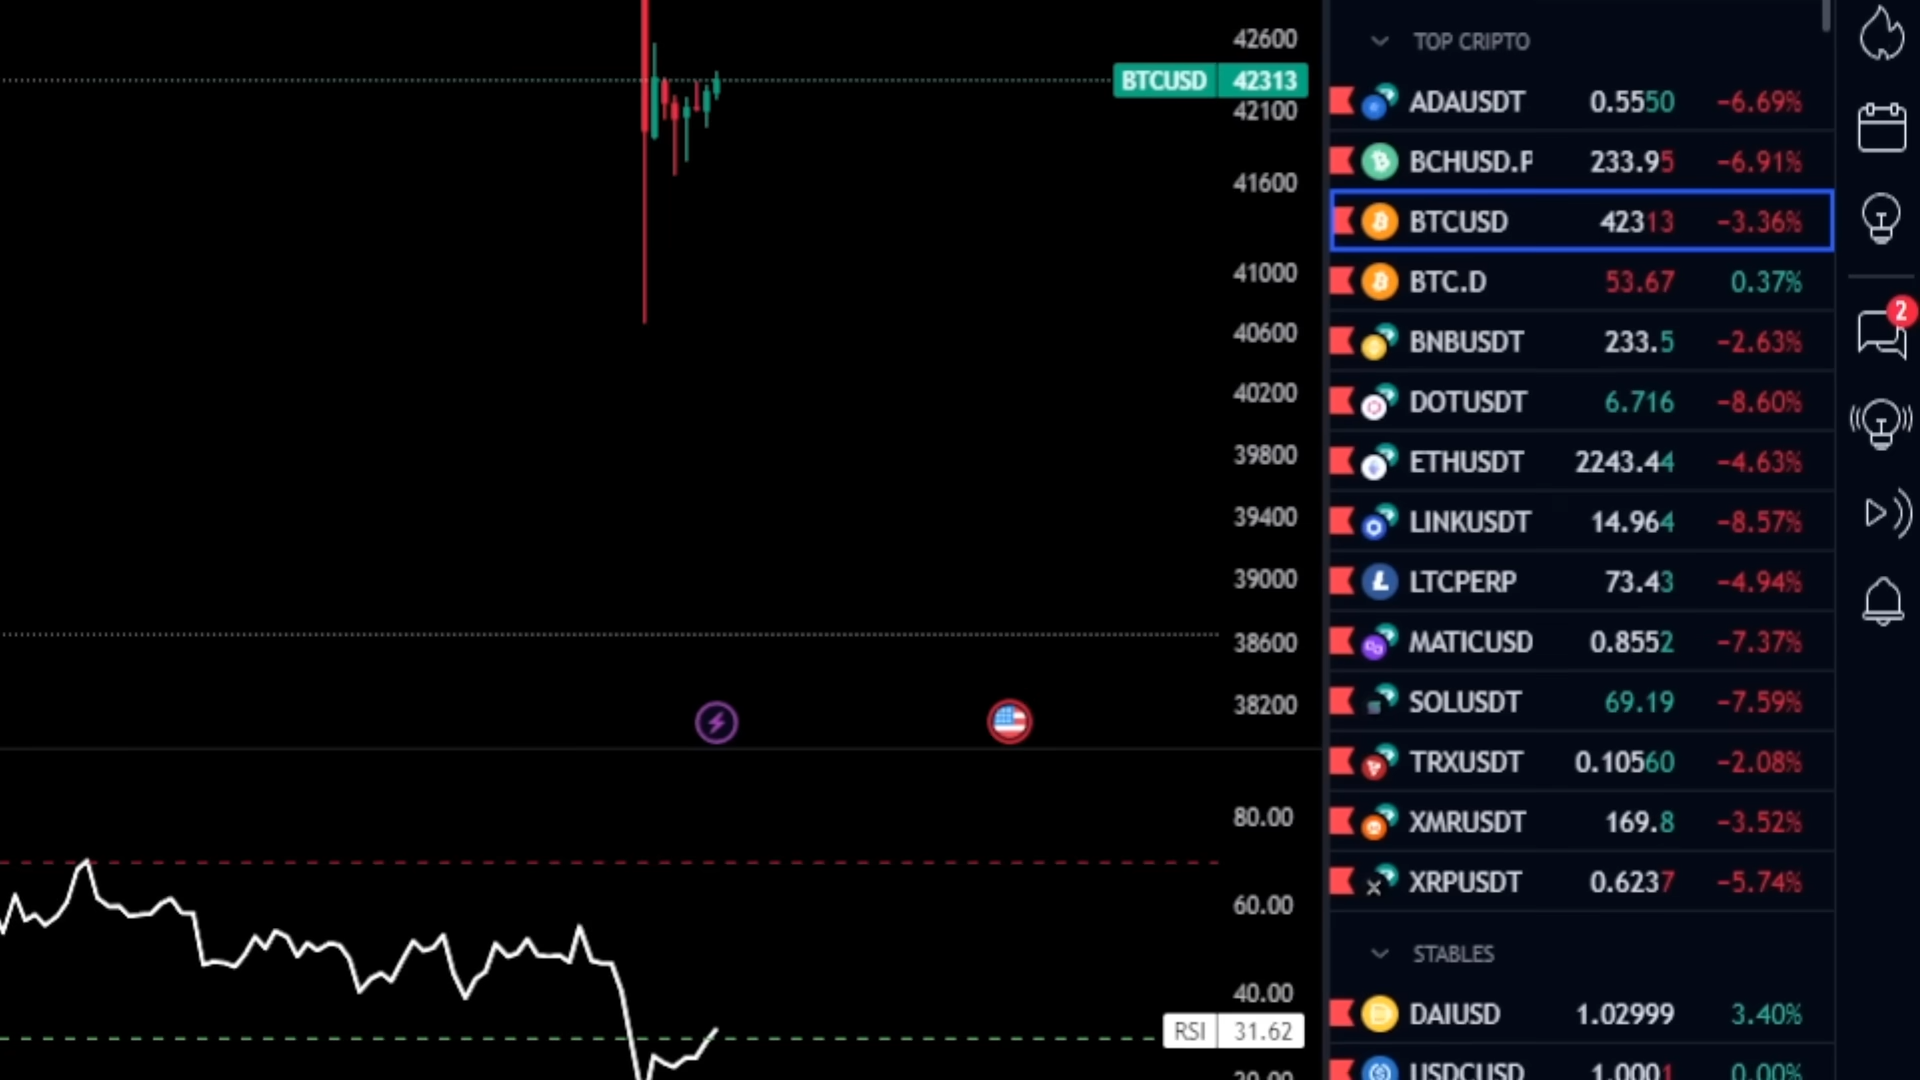 42600
BTCUSD 42313
42100
41600
41000
40600
40200
39800
39400
39000
38600
38200
80.00
60.00
40.00
RSI 31.62
TOP CRIPTO
ADAUSDT 0.5550 −6.69%
BCHUSD.P 233.95 −6.91%
BTCUSD 42313 −3.36%
BTC.D 53.67 0.37%
BNBUSDT 233.5 −2.63%
DOTUSDT 6.716 −8.60%
ETHUSDT 2243.44 −4.63%
LINKUSDT 14.964 −8.57%
LTCPERP 73.43 −4.94%
MATICUSD 0.8552 −7.37%
SOLUSDT 69.19 −7.59%
TRXUSDT 0.10560 −2.08%
XMRUSDT 169.8 −3.52%
XRPUSDT 0.6237 −5.74%
STABLES
DAIUSD 1.02999 3.40%
USDCUSD 1.0001 0.00%
2